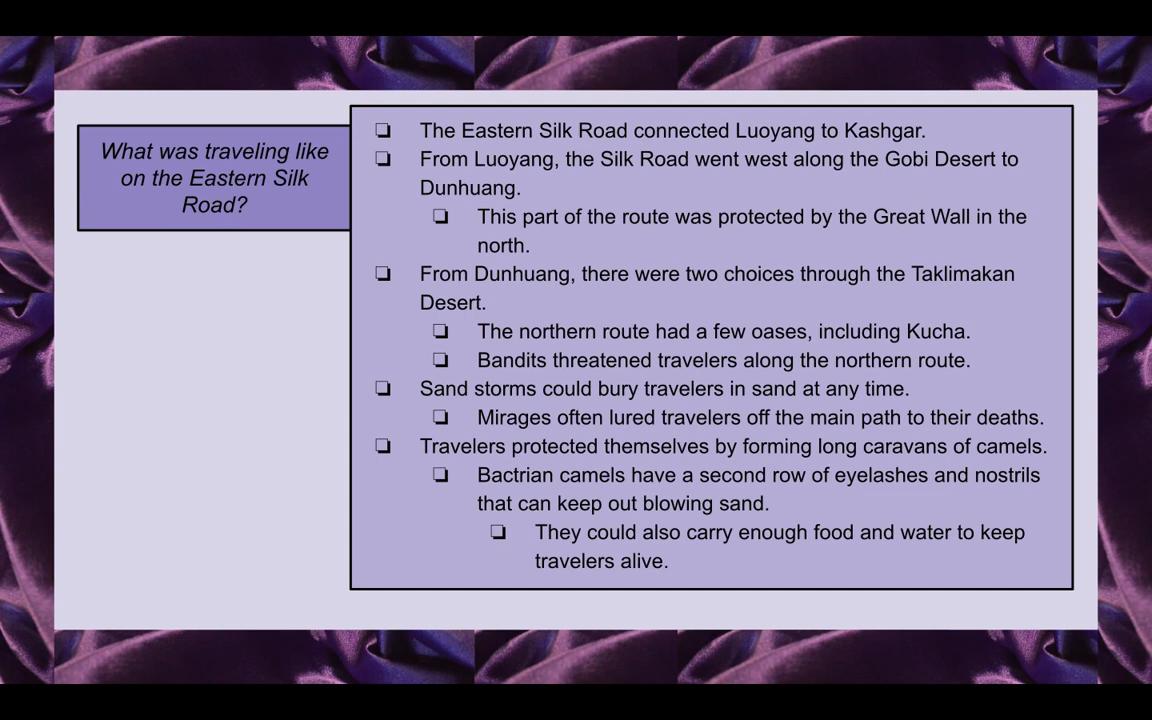 What was traveling like
on the Eastern Silk
Road?
❏ The Eastern Silk Road connected Luoyang to Kashgar.
❏ From Luoyang, the Silk Road went west along the Gobi Desert to
Dunhuang.
❏ This part of the route was protected by the Great Wall in the
north.
❏ From Dunhuang, there were two choices through the Taklimakan
Desert.
❏ The northern route had a few oases, including Kucha.
❏ Bandits threatened travelers along the northern route.
❏ Sand storms could bury travelers in sand at any time.
❏ Mirages often lured travelers off the main path to their deaths.
❏ Travelers protected themselves by forming long caravans of camels.
❏ Bactrian camels have a second row of eyelashes and nostrils
that can keep out blowing sand.
❏ They could also carry enough food and water to keep
travelers alive.